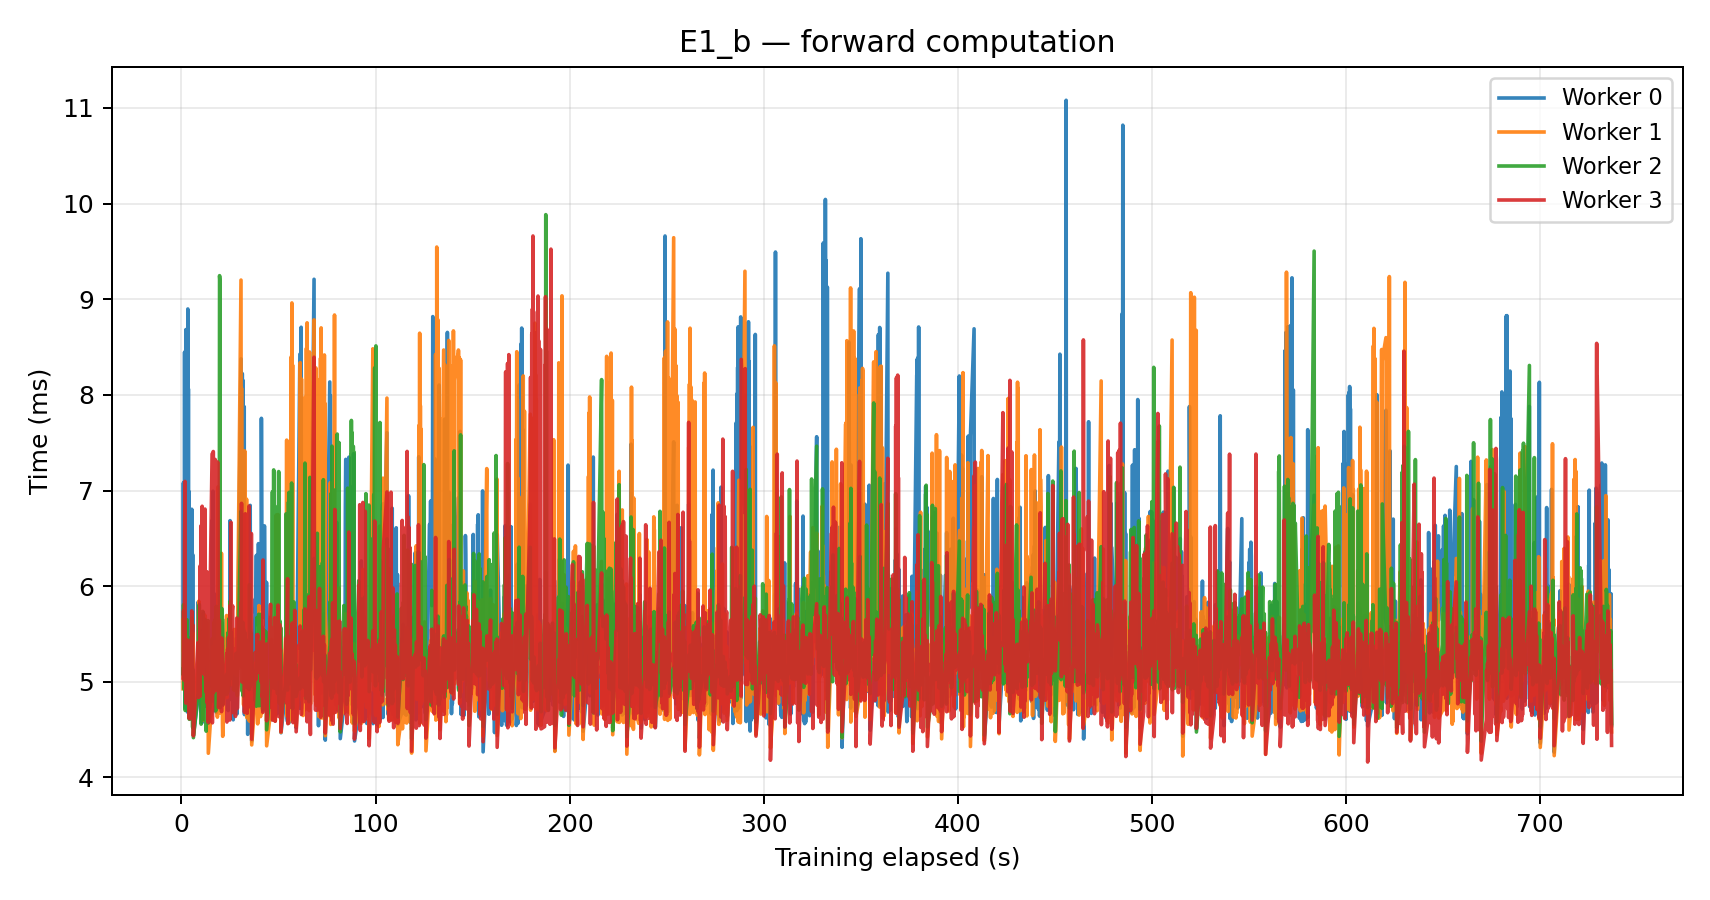 E1_b — forward computation
11
10
9
8
7
6
5
4
Time (ms)
0 100 200 300 400 500 600 700
Training elapsed (s)
Worker 0
Worker 1
Worker 2
Worker 3